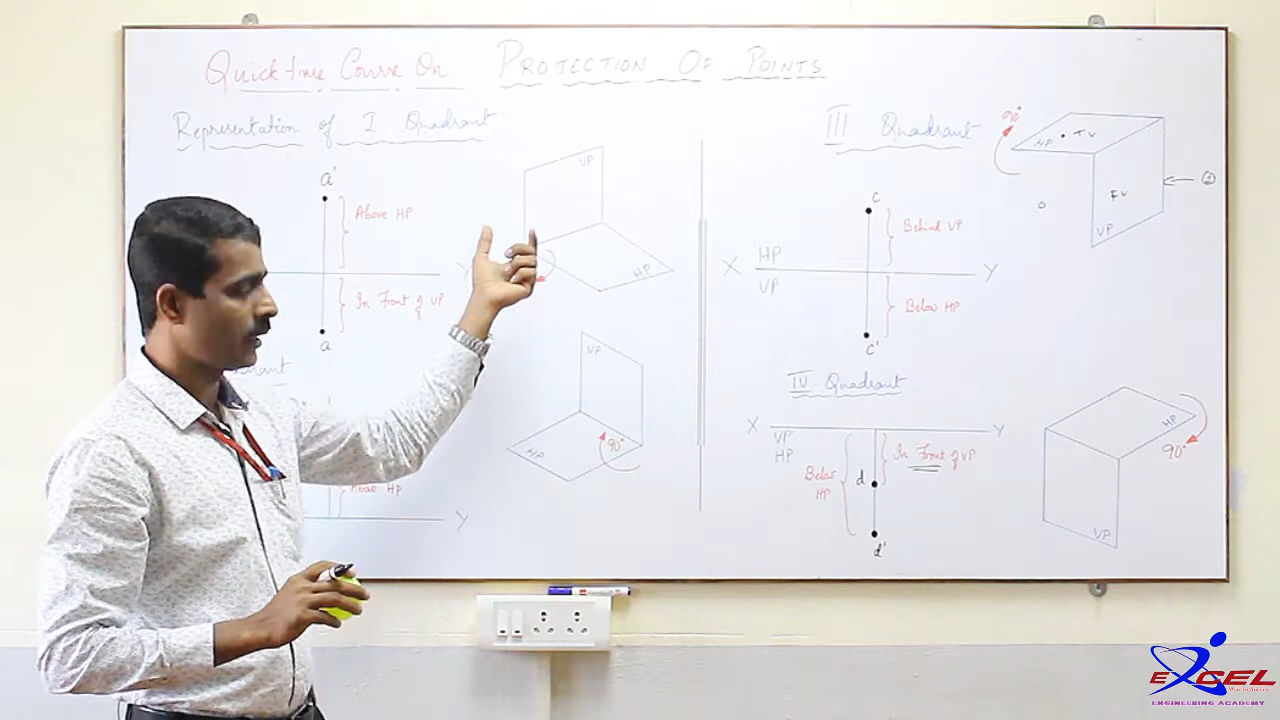 Quick-time Course On PROJECTION OF POINTS
Representation of I Quadrant
a'
Above HP
In Front of VP
a
VP
HP
Above HP
Y
VP
HP
90°
III Quadrant
c
Behind VP
X HP Y
VP
Below HP
c'
90°
HP TV
FV
VP
IV Quadrant
X Y
VP
HP
In Front of VP
Below
HP
d
d'
HP
90°
VP
EXCEL
ENGINEERING ACADEMY